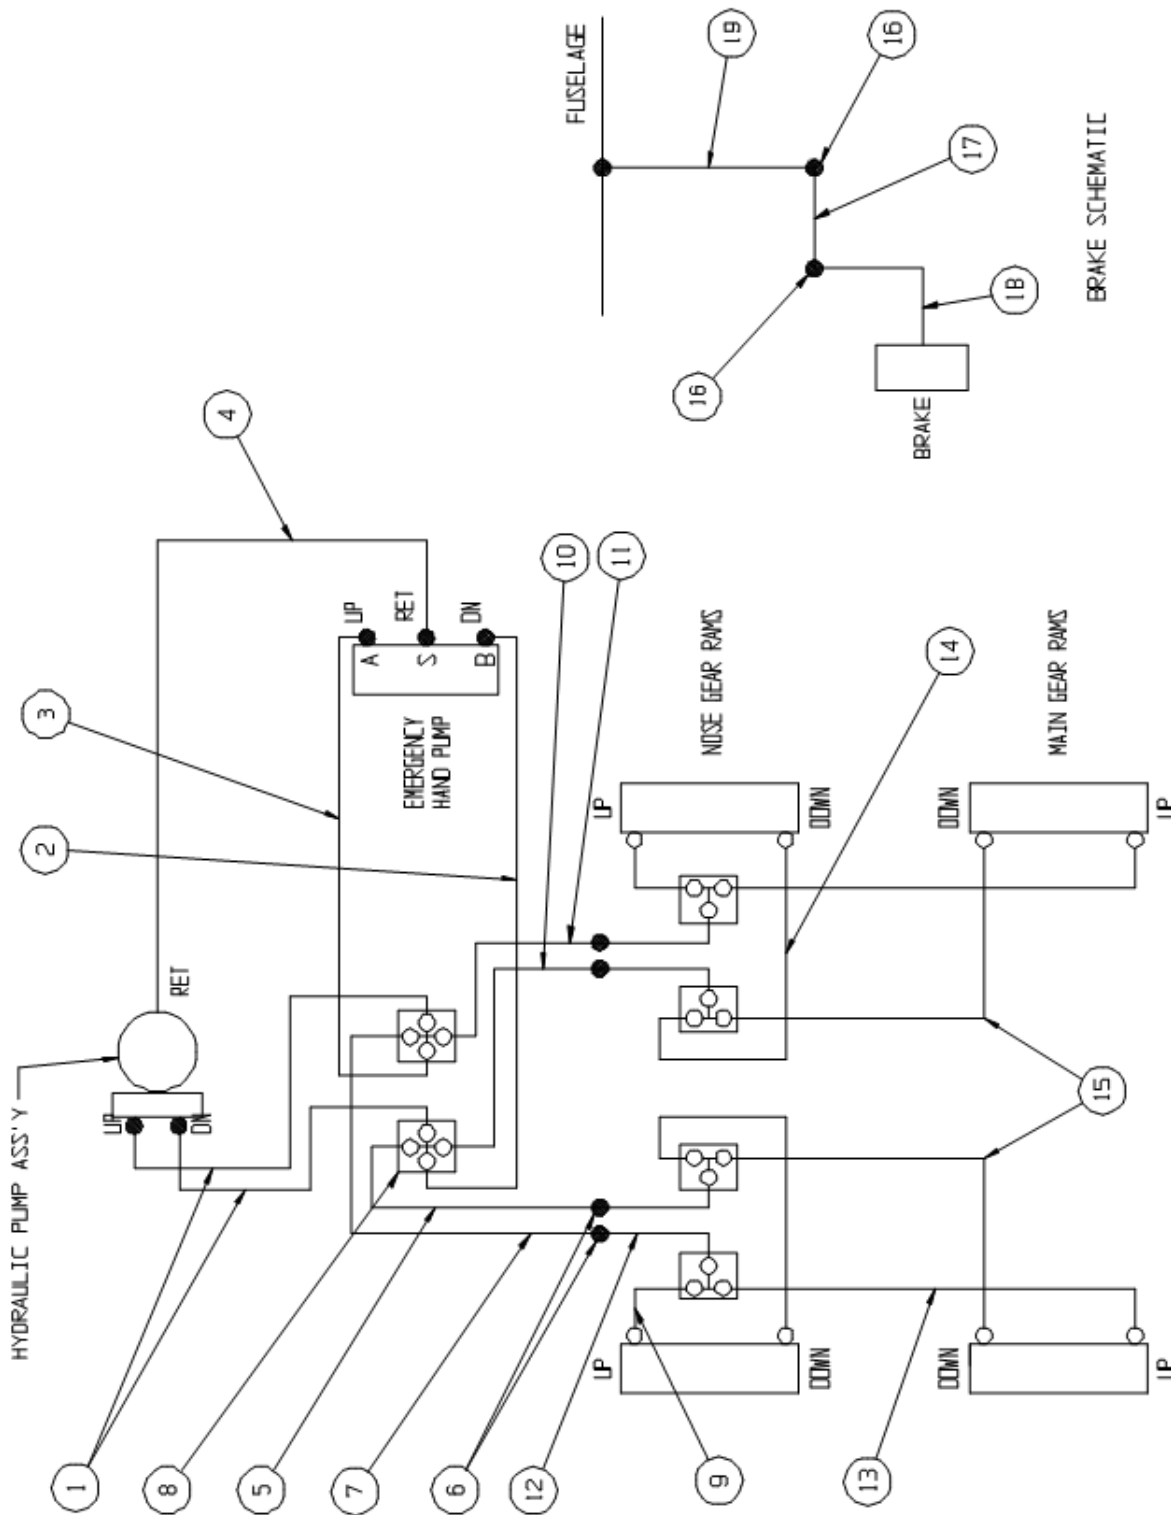 HYDRAULIC PUMP ASS'Y
UP
DN
RET
1
8
5
7
6
12
9
13
2
3
4
EMERGENCY
HAND PUMP
A
S
B
UP
RET
DN
10
11
14
15
UP
DOWN
DOWN
UP
UP
DOWN
NOSE GEAR RAMS
DOWN
UP
MAIN GEAR RAMS
FUSELAGE
19
16
17
16
18
BRAKE
BRAKE SCHEMATIC